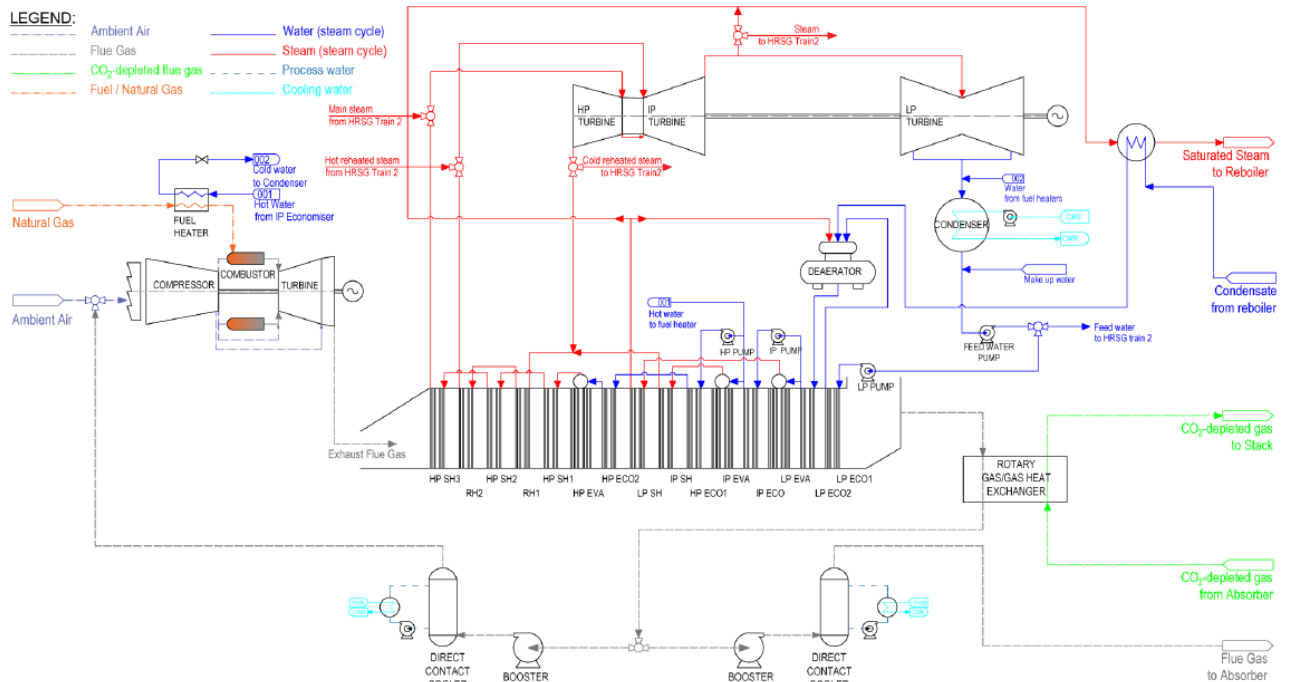 LEGEND:
Ambient Air
Water (steam cycle)
Flue Gas
Steam (steam cycle)
CO₂-depleted flue gas
Process water
Fuel / Natural Gas
Cooling water
Steam
to HRSG Train2
HP
TURBINE
IP
TURBINE
LP
TURBINE
Main steam
from HRSG Train 2
Hot reheated steam
from HRSG Train 2
Cold reheated steam
to HRSG Train2
Saturated Steam
to Reboiler
002
Cold water
to Condenser
001
Hot Water
from IP Economiser
FUEL
HEATER
Natural Gas
002
Water
from fuel heaters
CONDENSER
CWS
CWR
Make up water
DEAERATOR
Condensate
from reboiler
COMPRESSOR
COMBUSTOR
TURBINE
Ambient Air
001
Hot water
to fuel heater
HP PUMP
IP PUMP
FEED WATER
PUMP
Feed water
to HRSG train 2
LP PUMP
Exhaust Flue Gas
HP SH3
HP SH2
HP SH1
HP ECO2
IP SH
IP EVA
LP EVA
LP ECO1
RH2
RH1
HP EVA
LP SH
HP ECO1
IP ECO
LP ECO2
CO₂-depleted gas
to Stack
ROTARY
GAS/GAS HEAT
EXCHANGER
CO₂-depleted gas
from Absorber
DIRECT
CONTACT
BOOSTER
BOOSTER
DIRECT
CONTACT
Flue Gas
to Absorber